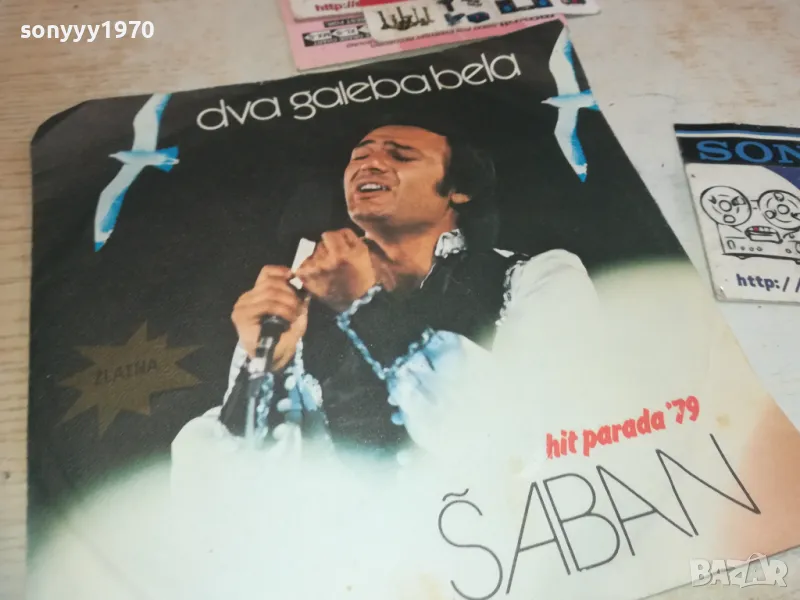 sonyyy1970
dva galeba bela
SON
http://
ZLATNA
hit parada '79
ŠABAN
BAZAR